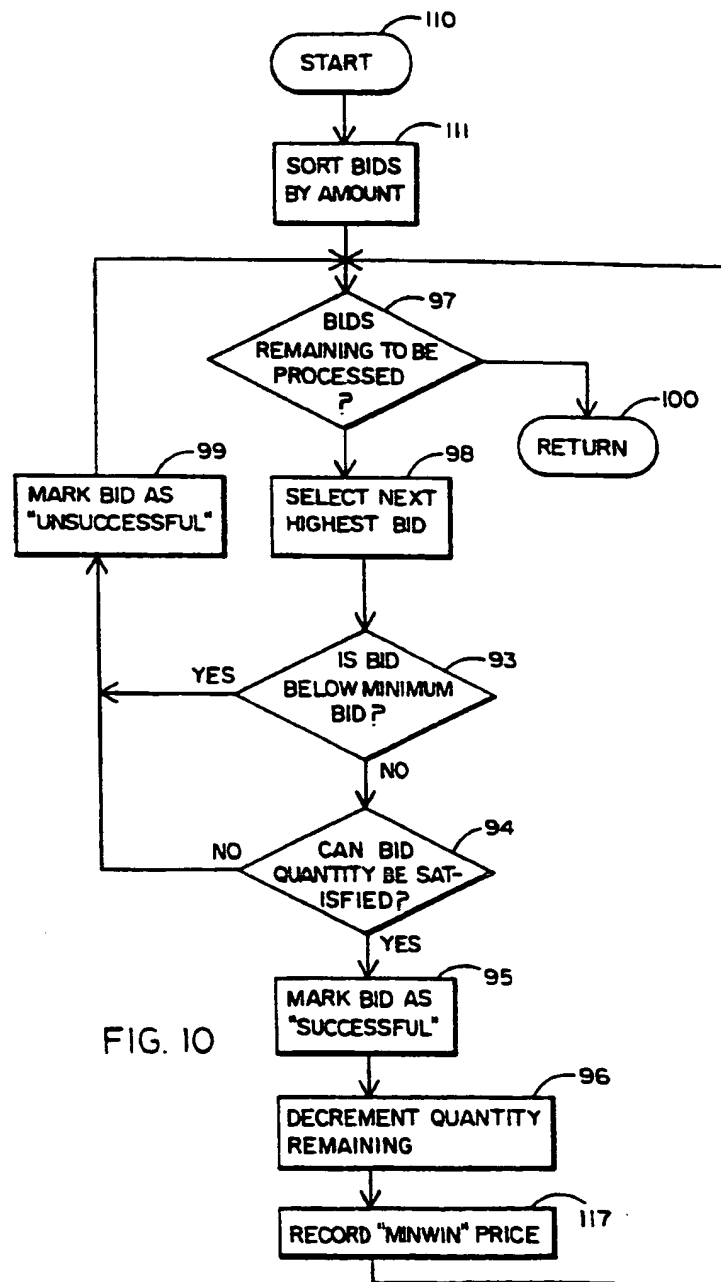 110
START
111
SORT BIDS
BY AMOUNT
97
BIDS
REMAINING TO BE
PROCESSED
?
100
RETURN
99
MARK BID AS
"UNSUCCESSFUL"
98
SELECT NEXT
HIGHEST BID
93
YES
IS BID
BELOW MINIMUM
BID?
NO
94
NO
CAN BID
QUANTITY BE SAT-
ISFIED?
YES
95
MARK BID AS
"SUCCESSFUL"
FIG. 10
96
DECREMENT QUANTITY
REMAINING
117
RECORD "MINWIN" PRICE